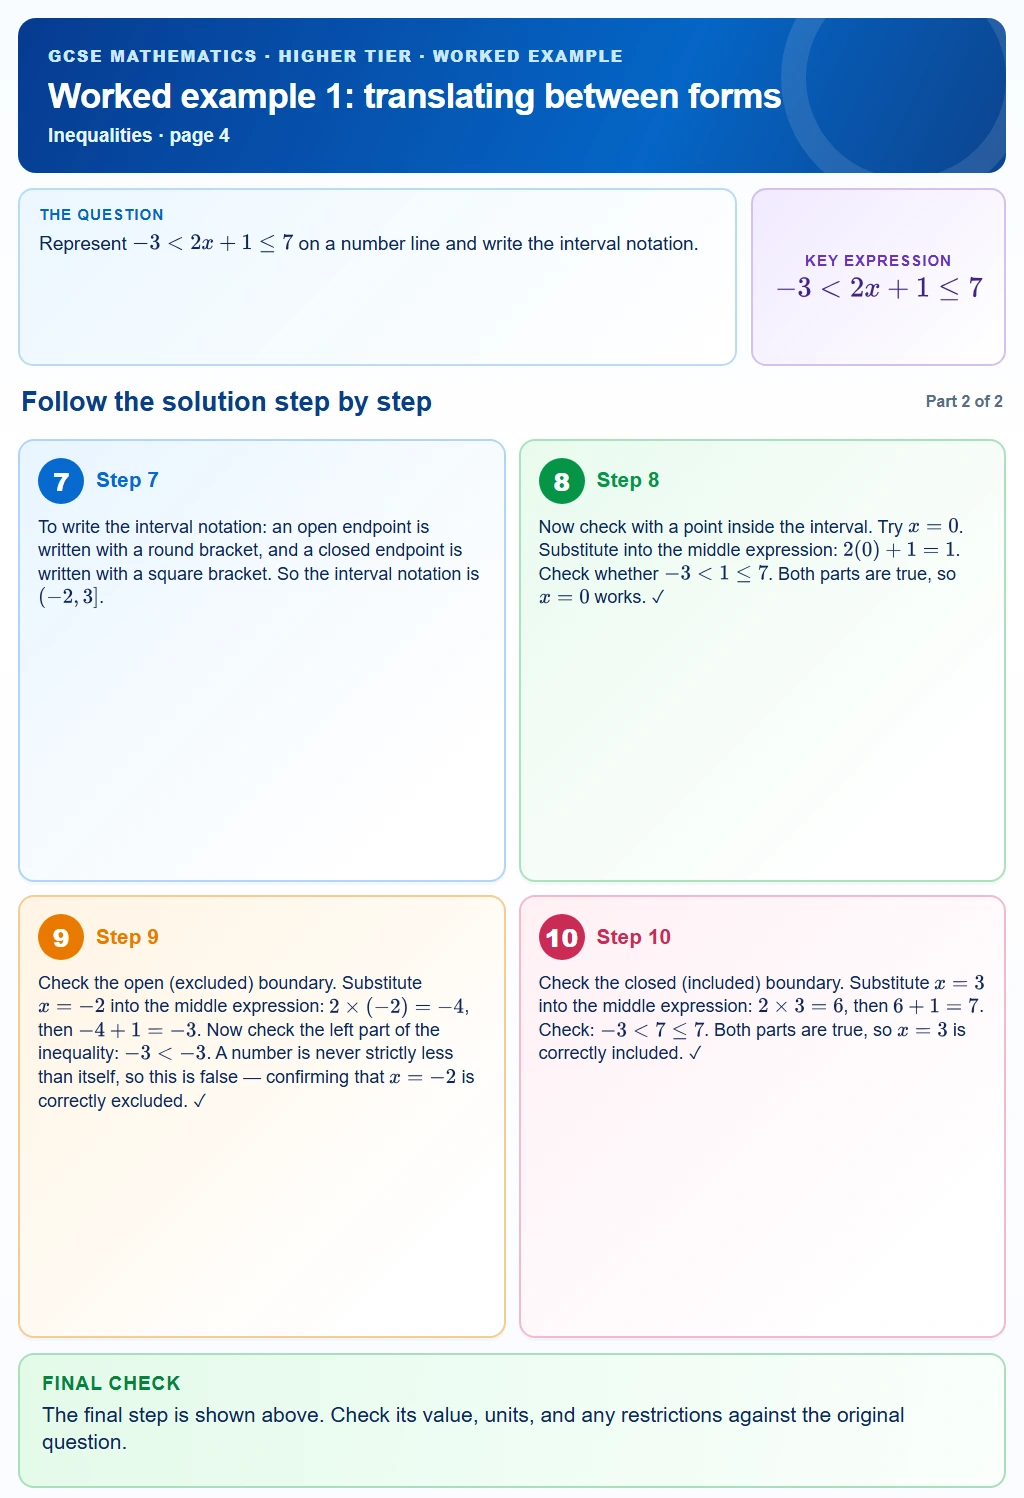 GCSE MATHEMATICS · HIGHER TIER · WORKED EXAMPLE
Worked example 1: translating between forms
Inequalities · page 4
THE QUESTION
Represent −3 < 2x + 1 ≤ 7 on a number line and write the interval notation.
KEY EXPRESSION
−3 < 2x + 1 ≤ 7
Follow the solution step by step
Part 2 of 2
7 Step 7
To write the interval notation: an open endpoint is
written with a round bracket, and a closed endpoint is
written with a square bracket. So the interval notation is
(−2, 3].
8 Step 8
Now check with a point inside the interval. Try x = 0.
Substitute into the middle expression: 2(0) + 1 = 1.
Check whether −3 < 1 ≤ 7. Both parts are true, so
x = 0 works. ✓
9 Step 9
Check the open (excluded) boundary. Substitute
x = −2 into the middle expression: 2 × (−2) = −4,
then −4 + 1 = −3. Now check the left part of the
inequality: −3 < −3. A number is never strictly less
than itself, so this is false — confirming that x = −2 is
correctly excluded. ✓
10 Step 10
Check the closed (included) boundary. Substitute x = 3
into the middle expression: 2 × 3 = 6, then 6 + 1 = 7.
Check: −3 < 7 ≤ 7. Both parts are true, so x = 3 is
correctly included. ✓
FINAL CHECK
The final step is shown above. Check its value, units, and any restrictions against the original
question.